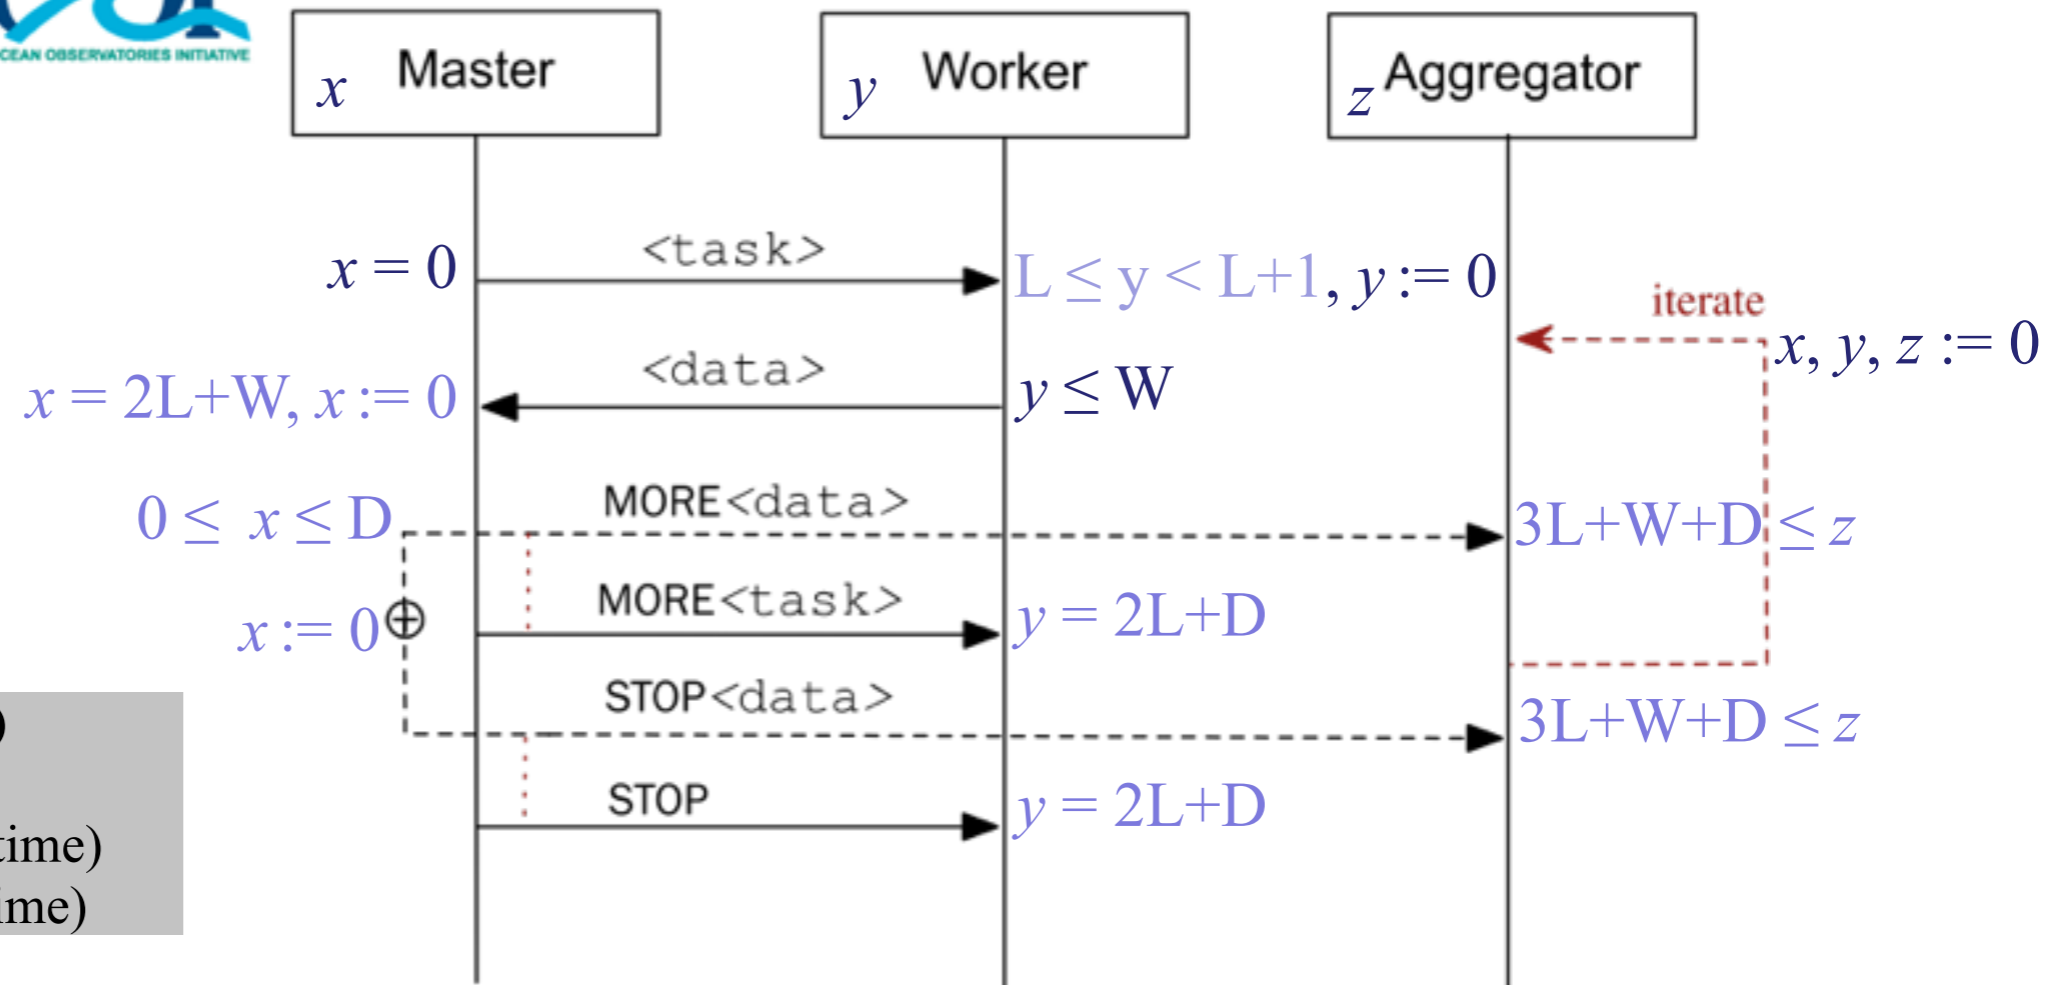 CEAN OBSERVATORIES INITIATIVE
x Master
y Worker
z Aggregator
x = 0
<task>
L ≤ y < L+1, y := 0
iterate
x, y, z := 0
<data>
x = 2L+W, x := 0
y ≤ W
MORE<data>
0 ≤ x ≤ D
3L+W+D ≤ z
MORE<task>
x := 0
y = 2L+D
STOP<data>
3L+W+D ≤ z
STOP
y = 2L+D
)
time)
ime)